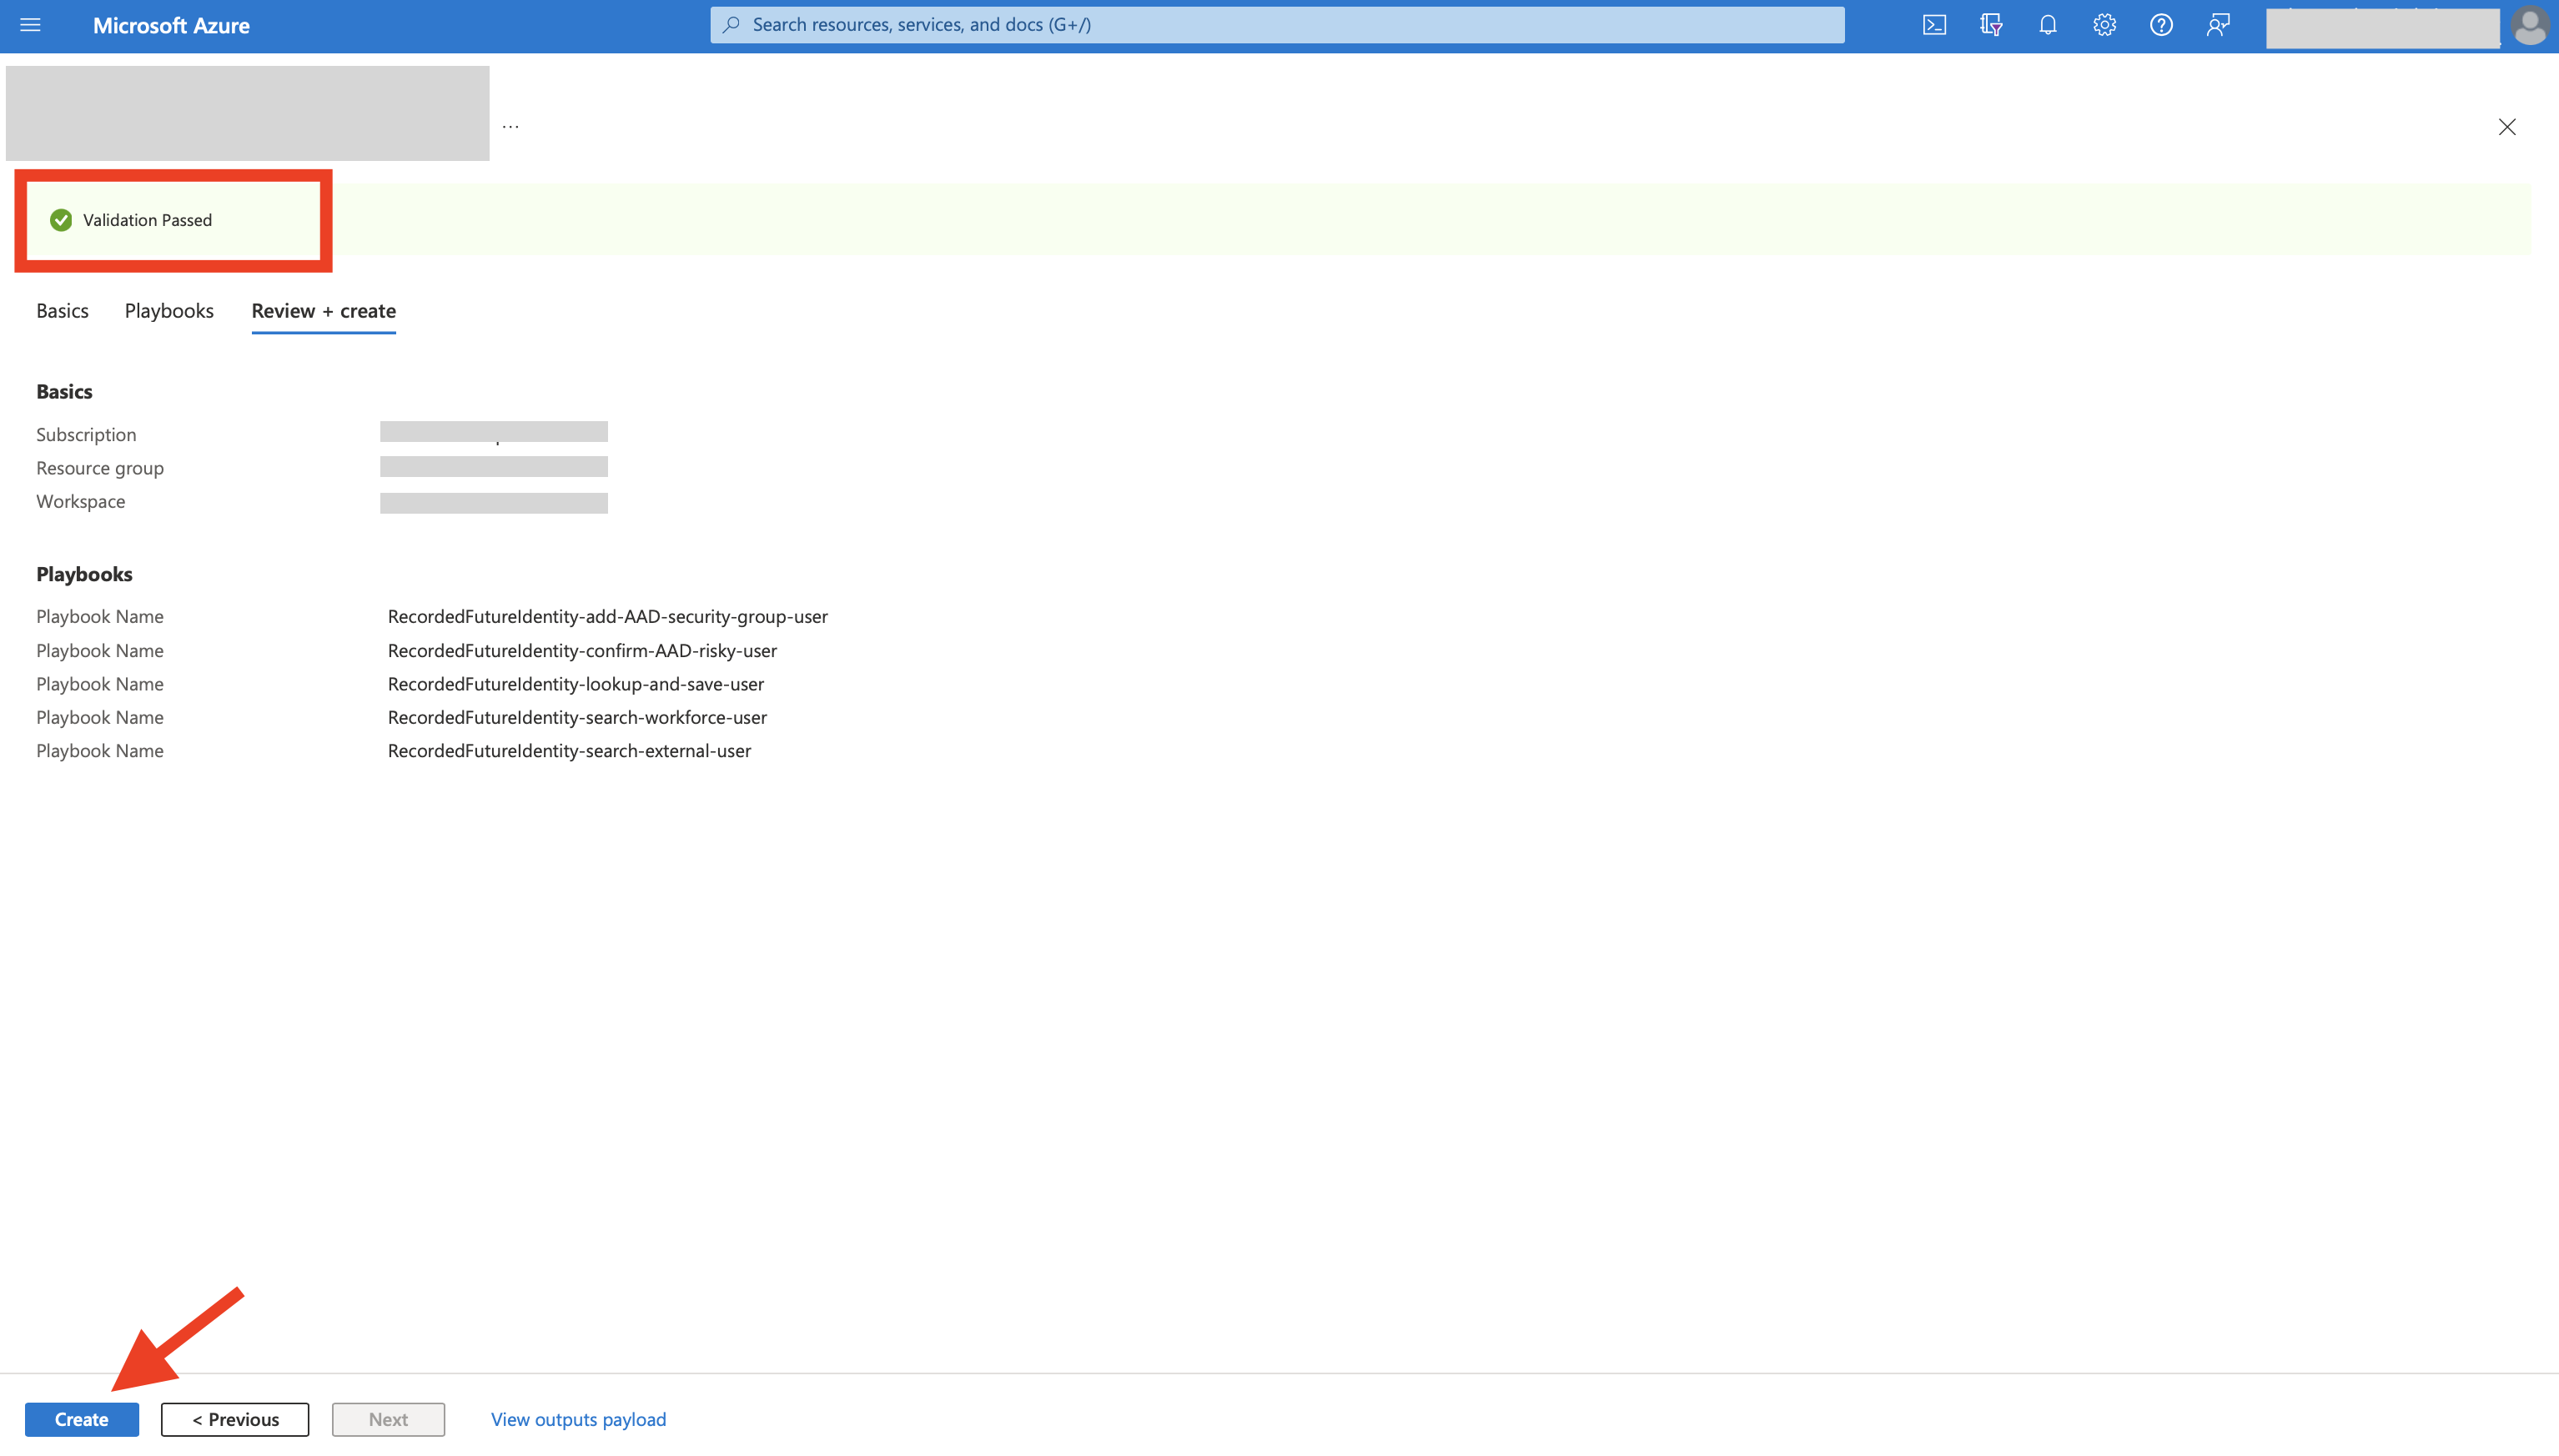 Microsoft Azure
Search resources, services, and docs (G+/)
...
Validation Passed
Basics Playbooks Review + create
Basics
Subscription
Resource group
Workspace
Playbooks
Playbook Name RecordedFutureIdentity-add-AAD-security-group-user
Playbook Name RecordedFutureIdentity-confirm-AAD-risky-user
Playbook Name RecordedFutureIdentity-lookup-and-save-user
Playbook Name RecordedFutureIdentity-search-workforce-user
Playbook Name RecordedFutureIdentity-search-external-user
Create < Previous Next View outputs payload